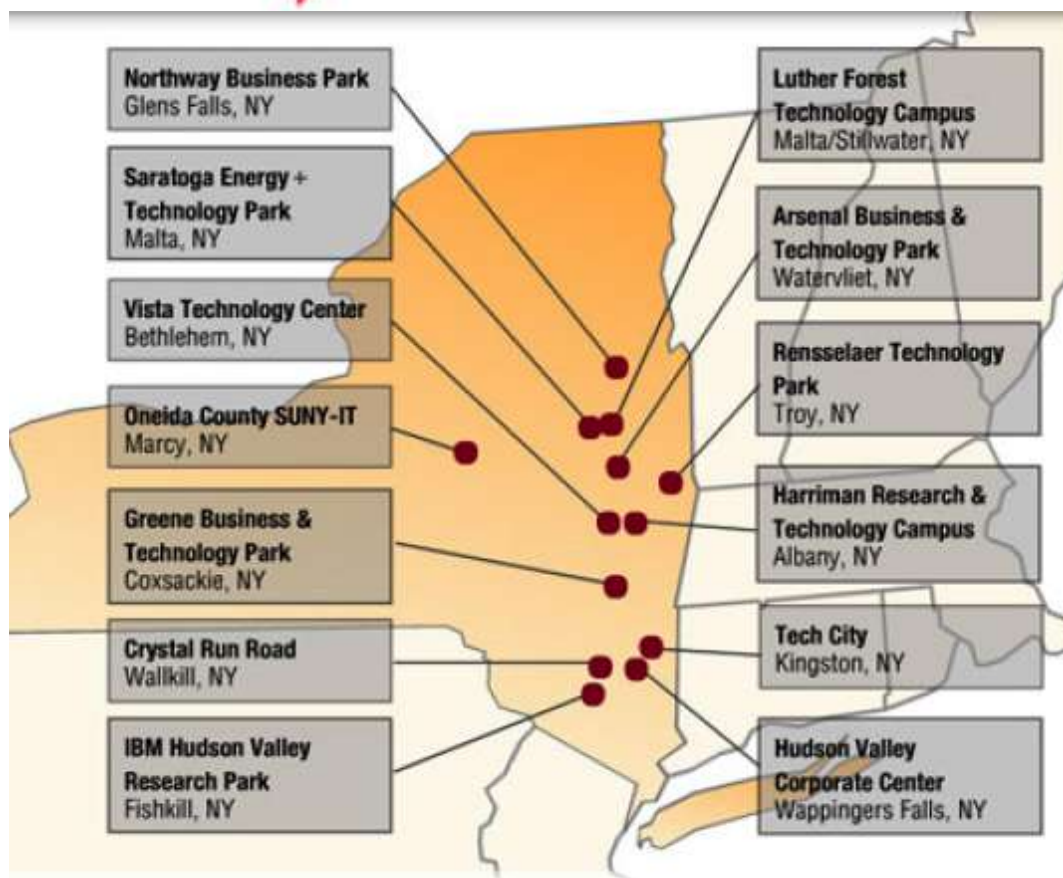 Northway Business Park
Glens Falls, NY
Saratoga Energy +
Technology Park
Malta, NY
Vista Technology Center
Bethlehem, NY
Oneida County SUNY-IT
Marcy, NY
Greene Business &
Technology Park
Coxsackie, NY
Crystal Run Road
Wallkill, NY
IBM Hudson Valley
Research Park
Fishkill, NY
Luther Forest
Technology Campus
Malta/Stillwater, NY
Arsenal Business &
Technology Park
Watervliet, NY
Rensselaer Technology
Park
Troy, NY
Harriman Research &
Technology Campus
Albany, NY
Tech City
Kingston, NY
Hudson Valley
Corporate Center
Wappingers Falls, NY